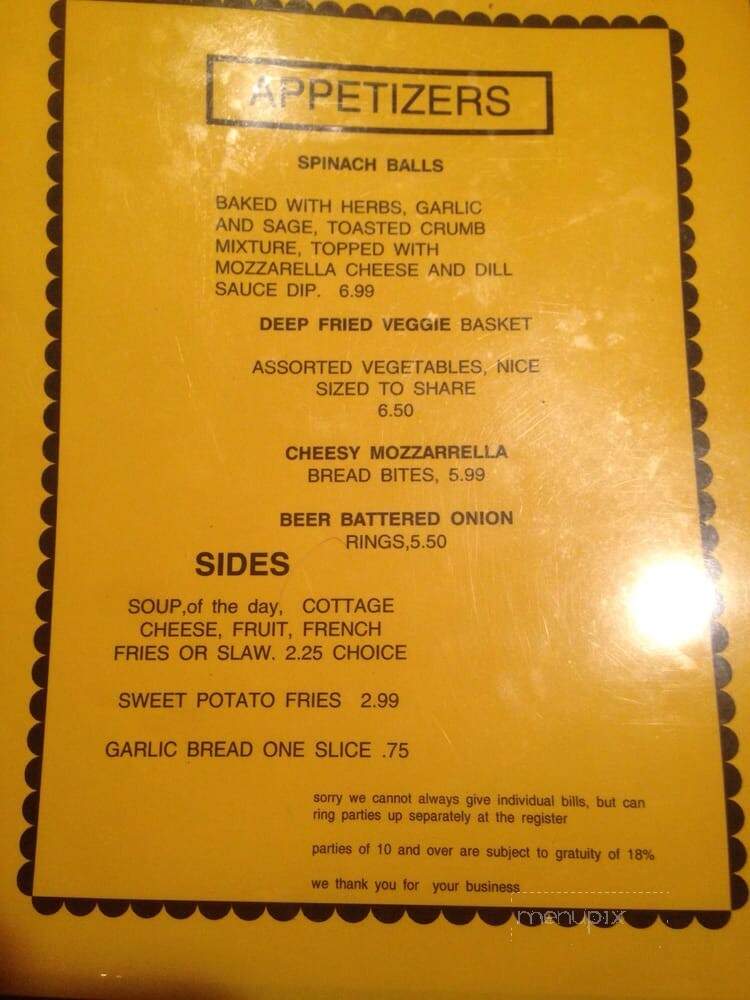 APPETIZERS
SPINACH BALLS
BAKED WITH HERBS, GARLIC
AND SAGE, TOASTED CRUMB
MIXTURE, TOPPED WITH
MOZZARELLA CHEESE AND DILL
SAUCE DIP. 6.99
DEEP FRIED VEGGIE BASKET
ASSORTED VEGETABLES, NICE
SIZED TO SHARE
6.50
CHEESY MOZZARRELLA
BREAD BITES, 5.99
BEER BATTERED ONION
RINGS,5.50
SIDES
SOUP,of the day, COTTAGE
CHEESE, FRUIT, FRENCH
FRIES OR SLAW. 2.25 CHOICE
SWEET POTATO FRIES 2.99
GARLIC BREAD ONE SLICE .75
sorry we cannot always give individual bills, but can
ring parties up separately at the register
parties of 10 and over are subject to gratuity of 18%
we thank you for your business
menupix